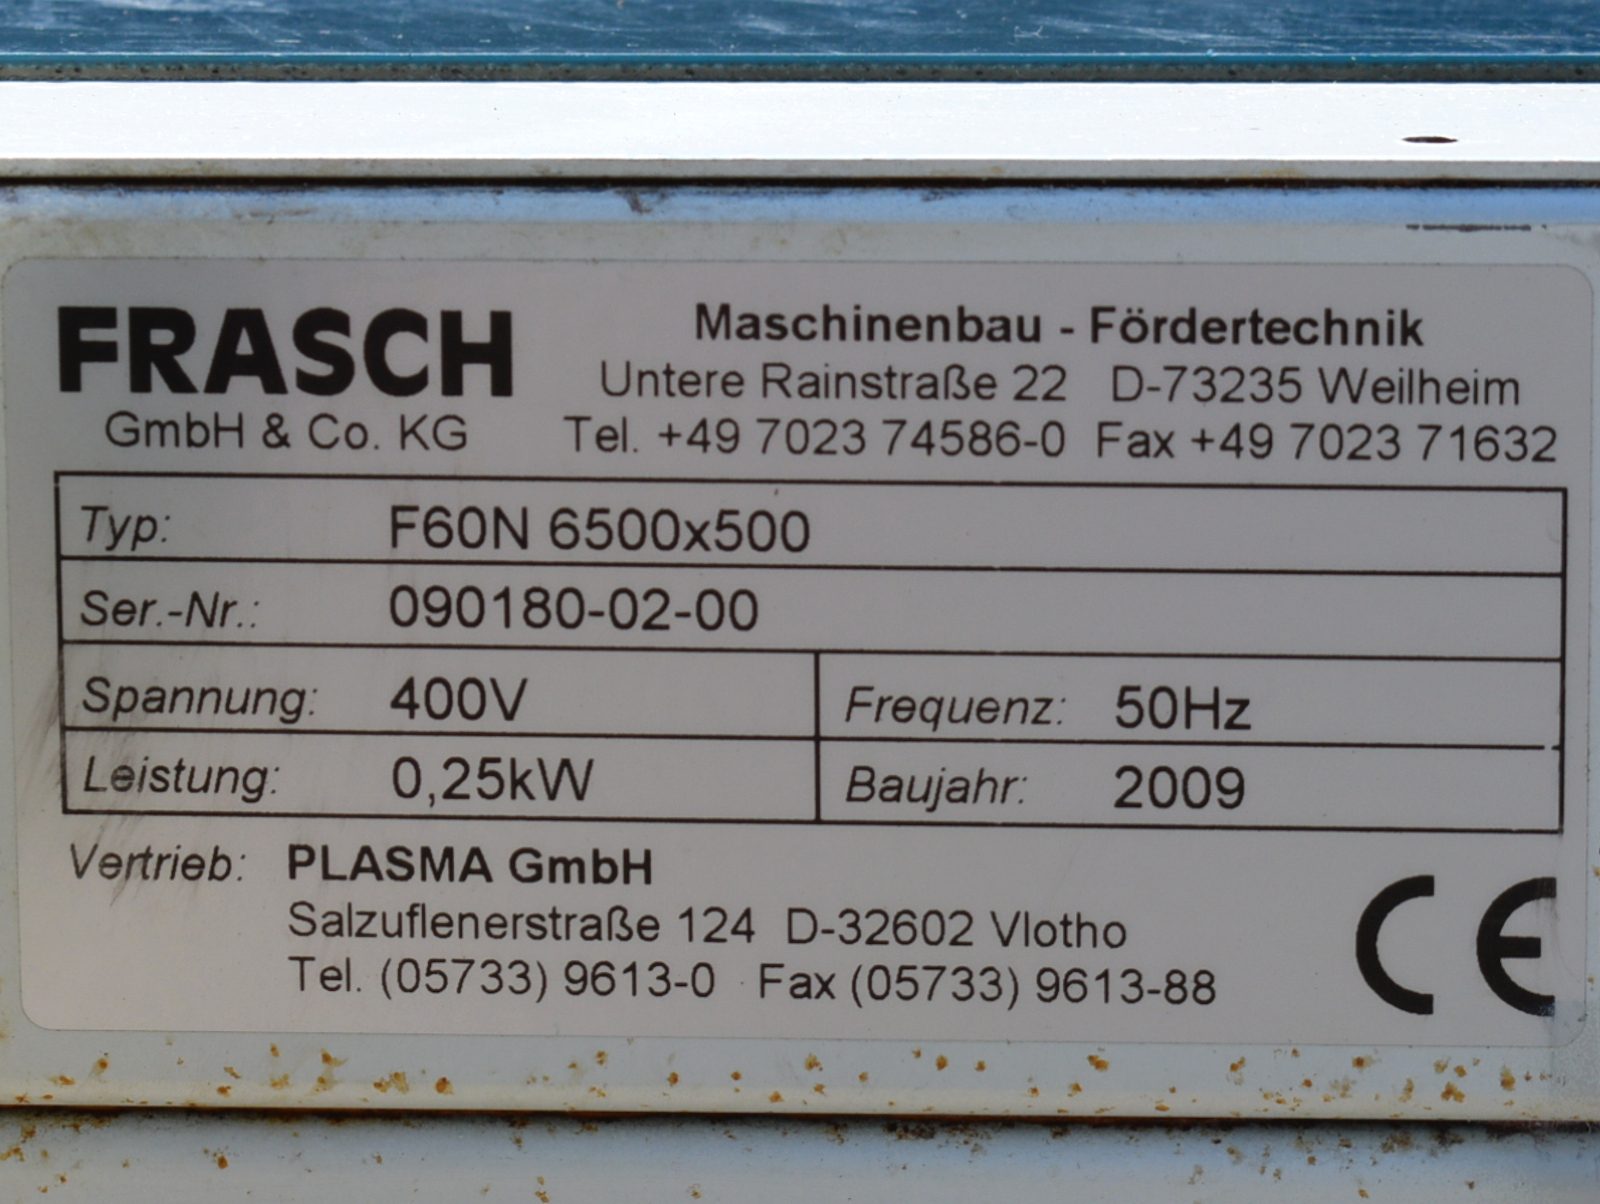 FRASCH
GmbH & Co. KG
Maschinenbau - Fördertechnik
Untere Rainstraße 22 D-73235 Weilheim
Tel. +49 7023 74586-0 Fax +49 7023 71632
Typ: F60N 6500x500
Ser.-Nr.: 090180-02-00
Spannung: 400V Frequenz: 50Hz
Leistung: 0,25kW Baujahr: 2009
Vertrieb: PLASMA GmbH
Salzuflenerstraße 124 D-32602 Vlotho
Tel. (05733) 9613-0 Fax (05733) 9613-88
CE